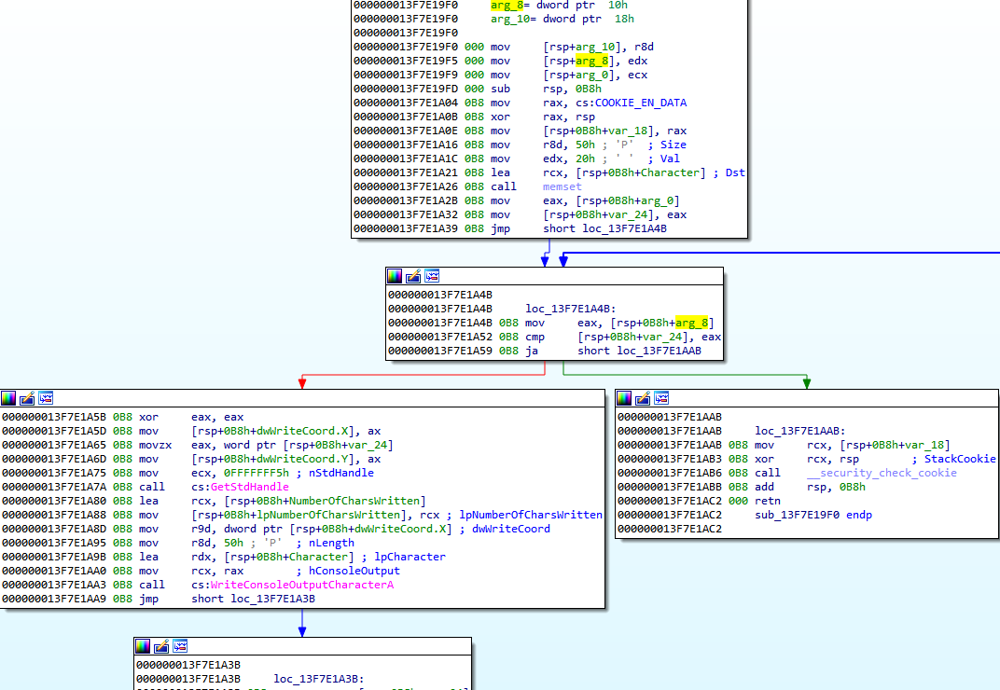 000000013F7E19F0 arg_8= dword ptr 10h
000000013F7E19F0 arg_10= dword ptr 18h
000000013F7E19F0
000000013F7E19F0 000 mov [rsp+arg_10], r8d
000000013F7E19F5 000 mov [rsp+arg_8], edx
000000013F7E19F9 000 mov [rsp+arg_0], ecx
000000013F7E19FD 000 sub rsp, 0B8h
000000013F7E1A04 0B8 mov rax, cs:COOKIE_EN_DATA
000000013F7E1A0B 0B8 xor rax, rsp
000000013F7E1A0E 0B8 mov [rsp+0B8h+var_18], rax
000000013F7E1A16 0B8 mov r8d, 50h ; 'P' ; Size
000000013F7E1A1C 0B8 mov edx, 20h ; ' ' ; Val
000000013F7E1A21 0B8 lea rcx, [rsp+0B8h+Character] ; Dst
000000013F7E1A26 0B8 call memset
000000013F7E1A2B 0B8 mov eax, [rsp+0B8h+arg_0]
000000013F7E1A32 0B8 mov [rsp+0B8h+var_24], eax
000000013F7E1A39 0B8 jmp short loc_13F7E1A4B
000000013F7E1A4B
000000013F7E1A4B loc_13F7E1A4B:
000000013F7E1A4B 0B8 mov eax, [rsp+0B8h+arg_8]
000000013F7E1A52 0B8 cmp [rsp+0B8h+var_24], eax
000000013F7E1A59 0B8 ja short loc_13F7E1AAB
000000013F7E1A5B 0B8 xor eax, eax
000000013F7E1A5D 0B8 mov [rsp+0B8h+dwWriteCoord.X], ax
000000013F7E1A65 0B8 movzx eax, word ptr [rsp+0B8h+var_24]
000000013F7E1A6D 0B8 mov [rsp+0B8h+dwWriteCoord.Y], ax
000000013F7E1A75 0B8 mov ecx, 0FFFFFFF5h ; nStdHandle
000000013F7E1A7A 0B8 call cs:GetStdHandle
000000013F7E1A80 0B8 lea rcx, [rsp+0B8h+NumberOfCharsWritten]
000000013F7E1A88 0B8 mov [rsp+0B8h+lpNumberOfCharsWritten], rcx ; lpNumberOfCharsWritten
000000013F7E1A8D 0B8 mov r9d, dword ptr [rsp+0B8h+dwWriteCoord.X] ; dwWriteCoord
000000013F7E1A95 0B8 mov r8d, 50h ; 'P' ; nLength
000000013F7E1A9B 0B8 lea rdx, [rsp+0B8h+Character] ; lpCharacter
000000013F7E1AA0 0B8 mov rcx, rax ; hConsoleOutput
000000013F7E1AA3 0B8 call cs:WriteConsoleOutputCharacterA
000000013F7E1AA9 0B8 jmp short loc_13F7E1A3B
000000013F7E1AAB
000000013F7E1AAB loc_13F7E1AAB:
000000013F7E1AAB 0B8 mov rcx, [rsp+0B8h+var_18]
000000013F7E1AB3 0B8 xor rcx, rsp ; StackCookie
000000013F7E1AB6 0B8 call __security_check_cookie
000000013F7E1ABB 0B8 add rsp, 0B8h
000000013F7E1AC2 000 retn
000000013F7E1AC2 sub_13F7E19F0 endp
000000013F7E1AC2
000000013F7E1A3B
000000013F7E1A3B loc_13F7E1A3B: